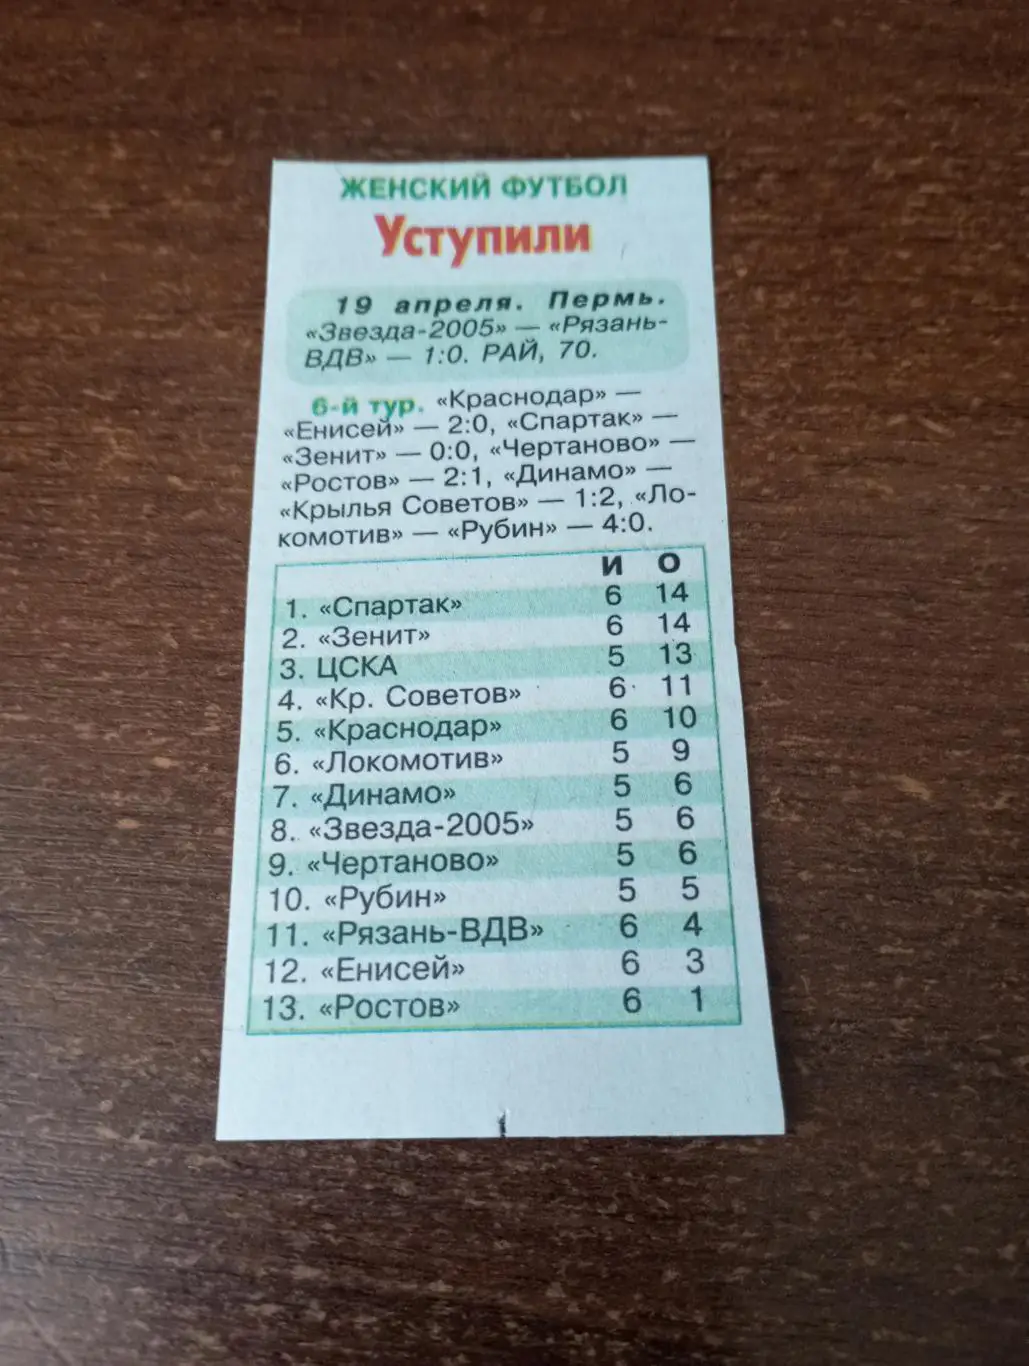 ЖЕНСКИЙ ФУТБОЛ
Уступили
19 апреля. Пермь.
«Звезда-2005» — «Рязань-
ВДВ» — 1:0. РАЙ, 70.
6-й тур. «Краснодар» —
«Енисей» — 2:0, «Спартак» —
«Зенит» — 0:0, «Чертаново» —
«Ростов» — 2:1, «Динамо» —
«Крылья Советов» — 1:2, «Ло-
комотив» — «Рубин» — 4:0.
И О
1. «Спартак» 6 14
2. «Зенит» 6 14
3. ЦСКА 5 13
4. «Кр. Советов» 6 11
5. «Краснодар» 6 10
6. «Локомотив» 5 9
7. «Динамо» 5 6
8. «Звезда-2005» 5 6
9. «Чертаново» 5 6
10. «Рубин» 5 5
11. «Рязань-ВДВ» 6 4
12. «Енисей» 6 3
13. «Ростов» 6 1